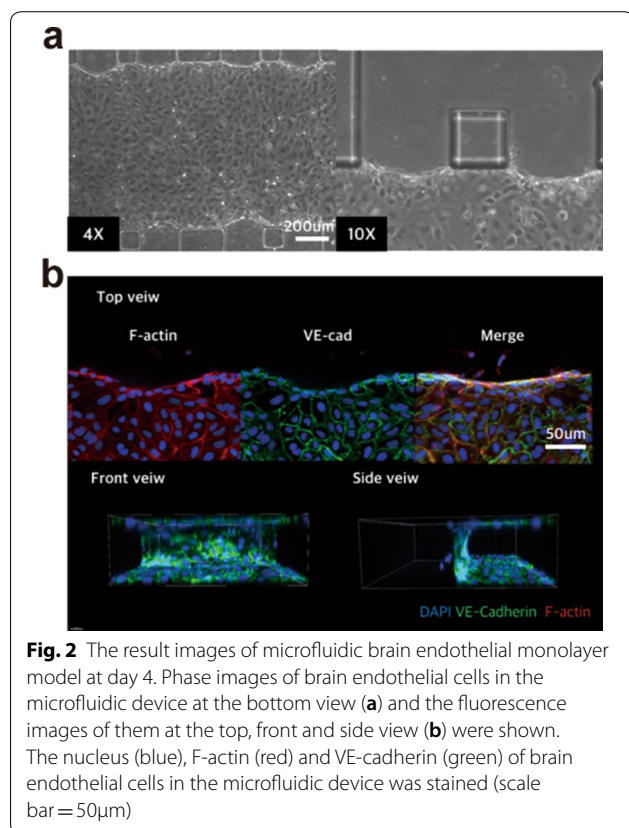 a
4X
200um
10X
b
Top veiw
F-actin
VE-cad
Merge
50um
Front veiw
Side veiw
DAPI VE-Cadherin F-actin
Fig. 2 The result images of microfluidic brain endothelial monolayer
model at day 4. Phase images of brain endothelial cells in the
microfluidic device at the bottom view (a) and the fluorescence
images of them at the top, front and side view (b) were shown.
The nucleus (blue), F-actin (red) and VE-cadherin (green) of brain
endothelial cells in the microfluidic device was stained (scale
bar = 50μm)